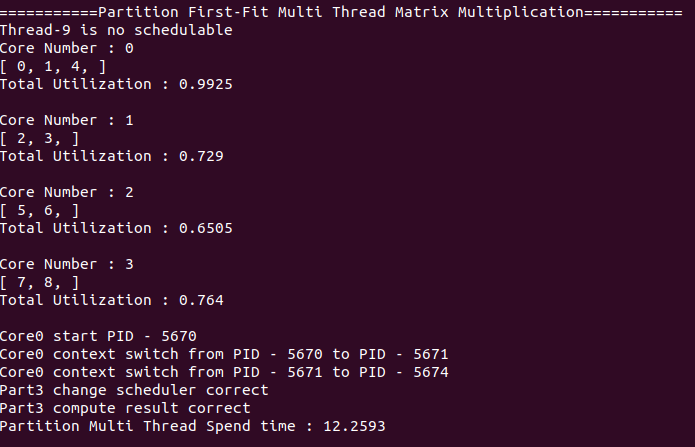 ===========Partition First-Fit Multi Thread Matrix Multiplication===========
Thread-9 is no schedulable
Core Number : 0
[ 0, 1, 4, ]
Total Utilization : 0.9925
Core Number : 1
[ 2, 3, ]
Total Utilization : 0.729
Core Number : 2
[ 5, 6, ]
Total Utilization : 0.6505
Core Number : 3
[ 7, 8, ]
Total Utilization : 0.764
Core0 start PID - 5670
Core0 context switch from PID - 5670 to PID - 5671
Core0 context switch from PID - 5671 to PID - 5674
Part3 change scheduler correct
Part3 compute result correct
Partition Multi Thread Spend time : 12.2593